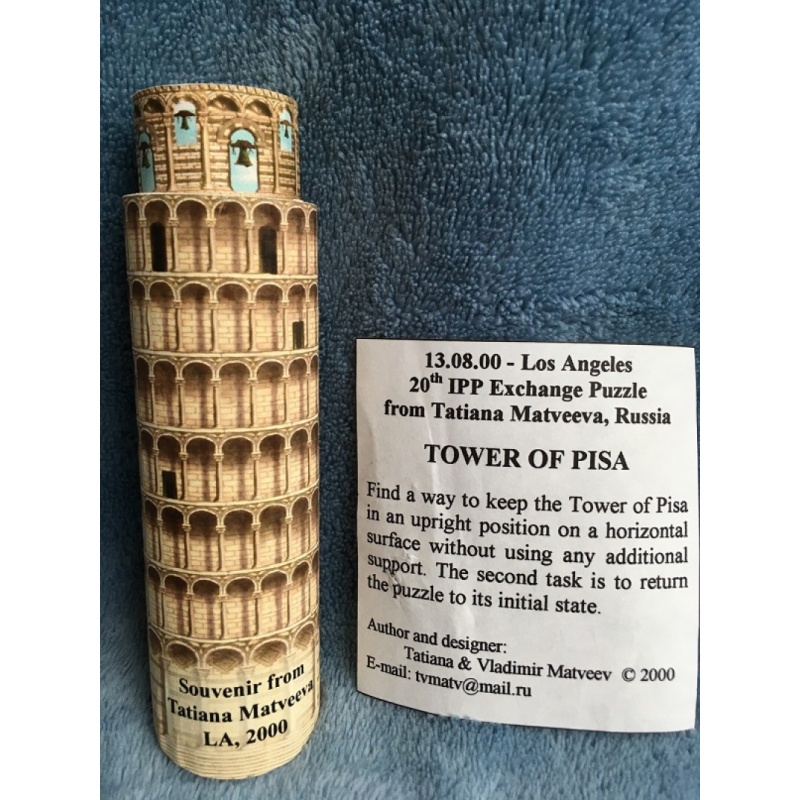 Souvenir from
Tatiana Matveeva
LA, 2000
13.08.00 - Los Angeles
20th IPP Exchange Puzzle
from Tatiana Matveeva, Russia
TOWER OF PISA
Find a way to keep the Tower of Pisa
in an upright position on a horizontal
surface without using any additional
support. The second task is to return
the puzzle to its initial state.
Author and designer:
Tatiana & Vladimir Matveev © 2000
E-mail: tvmatv@mail.ru